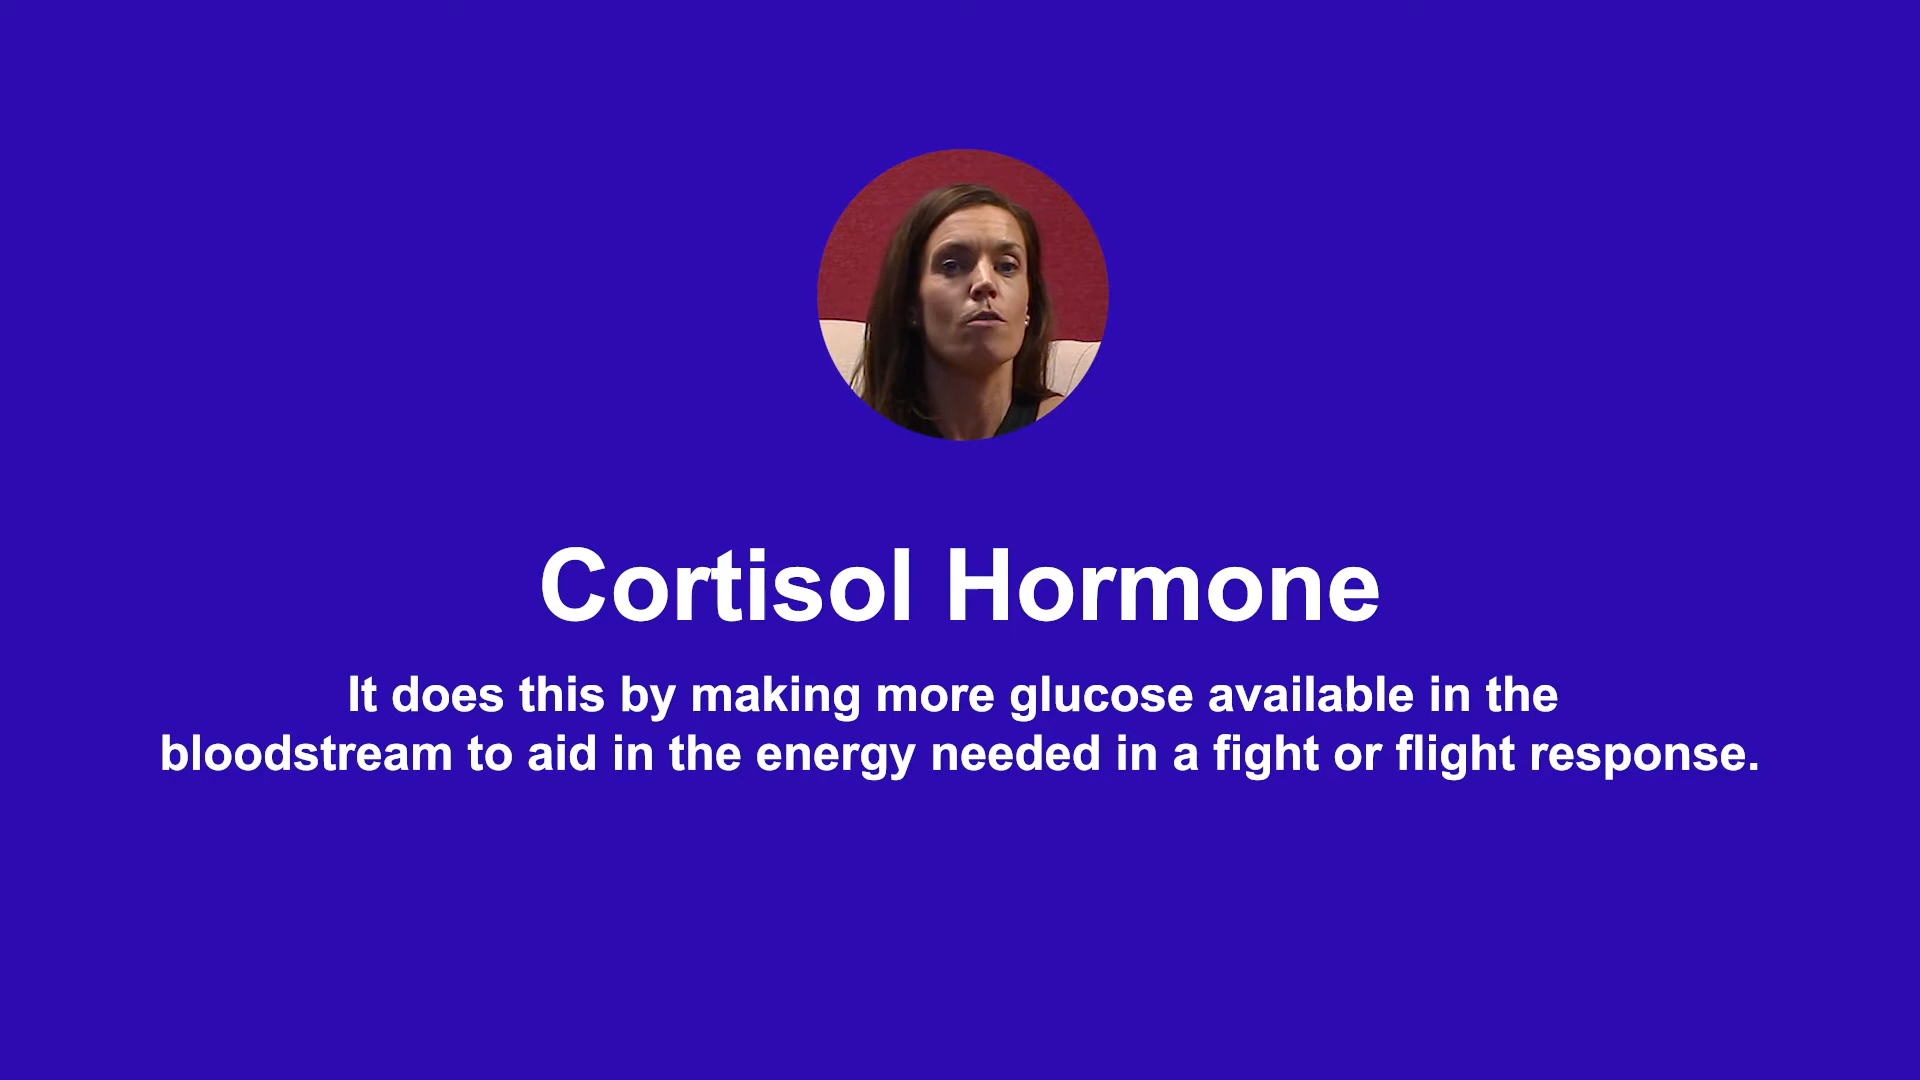 Cortisol Hormone
It does this by making more glucose available in the
bloodstream to aid in the energy needed in a fight or flight response.